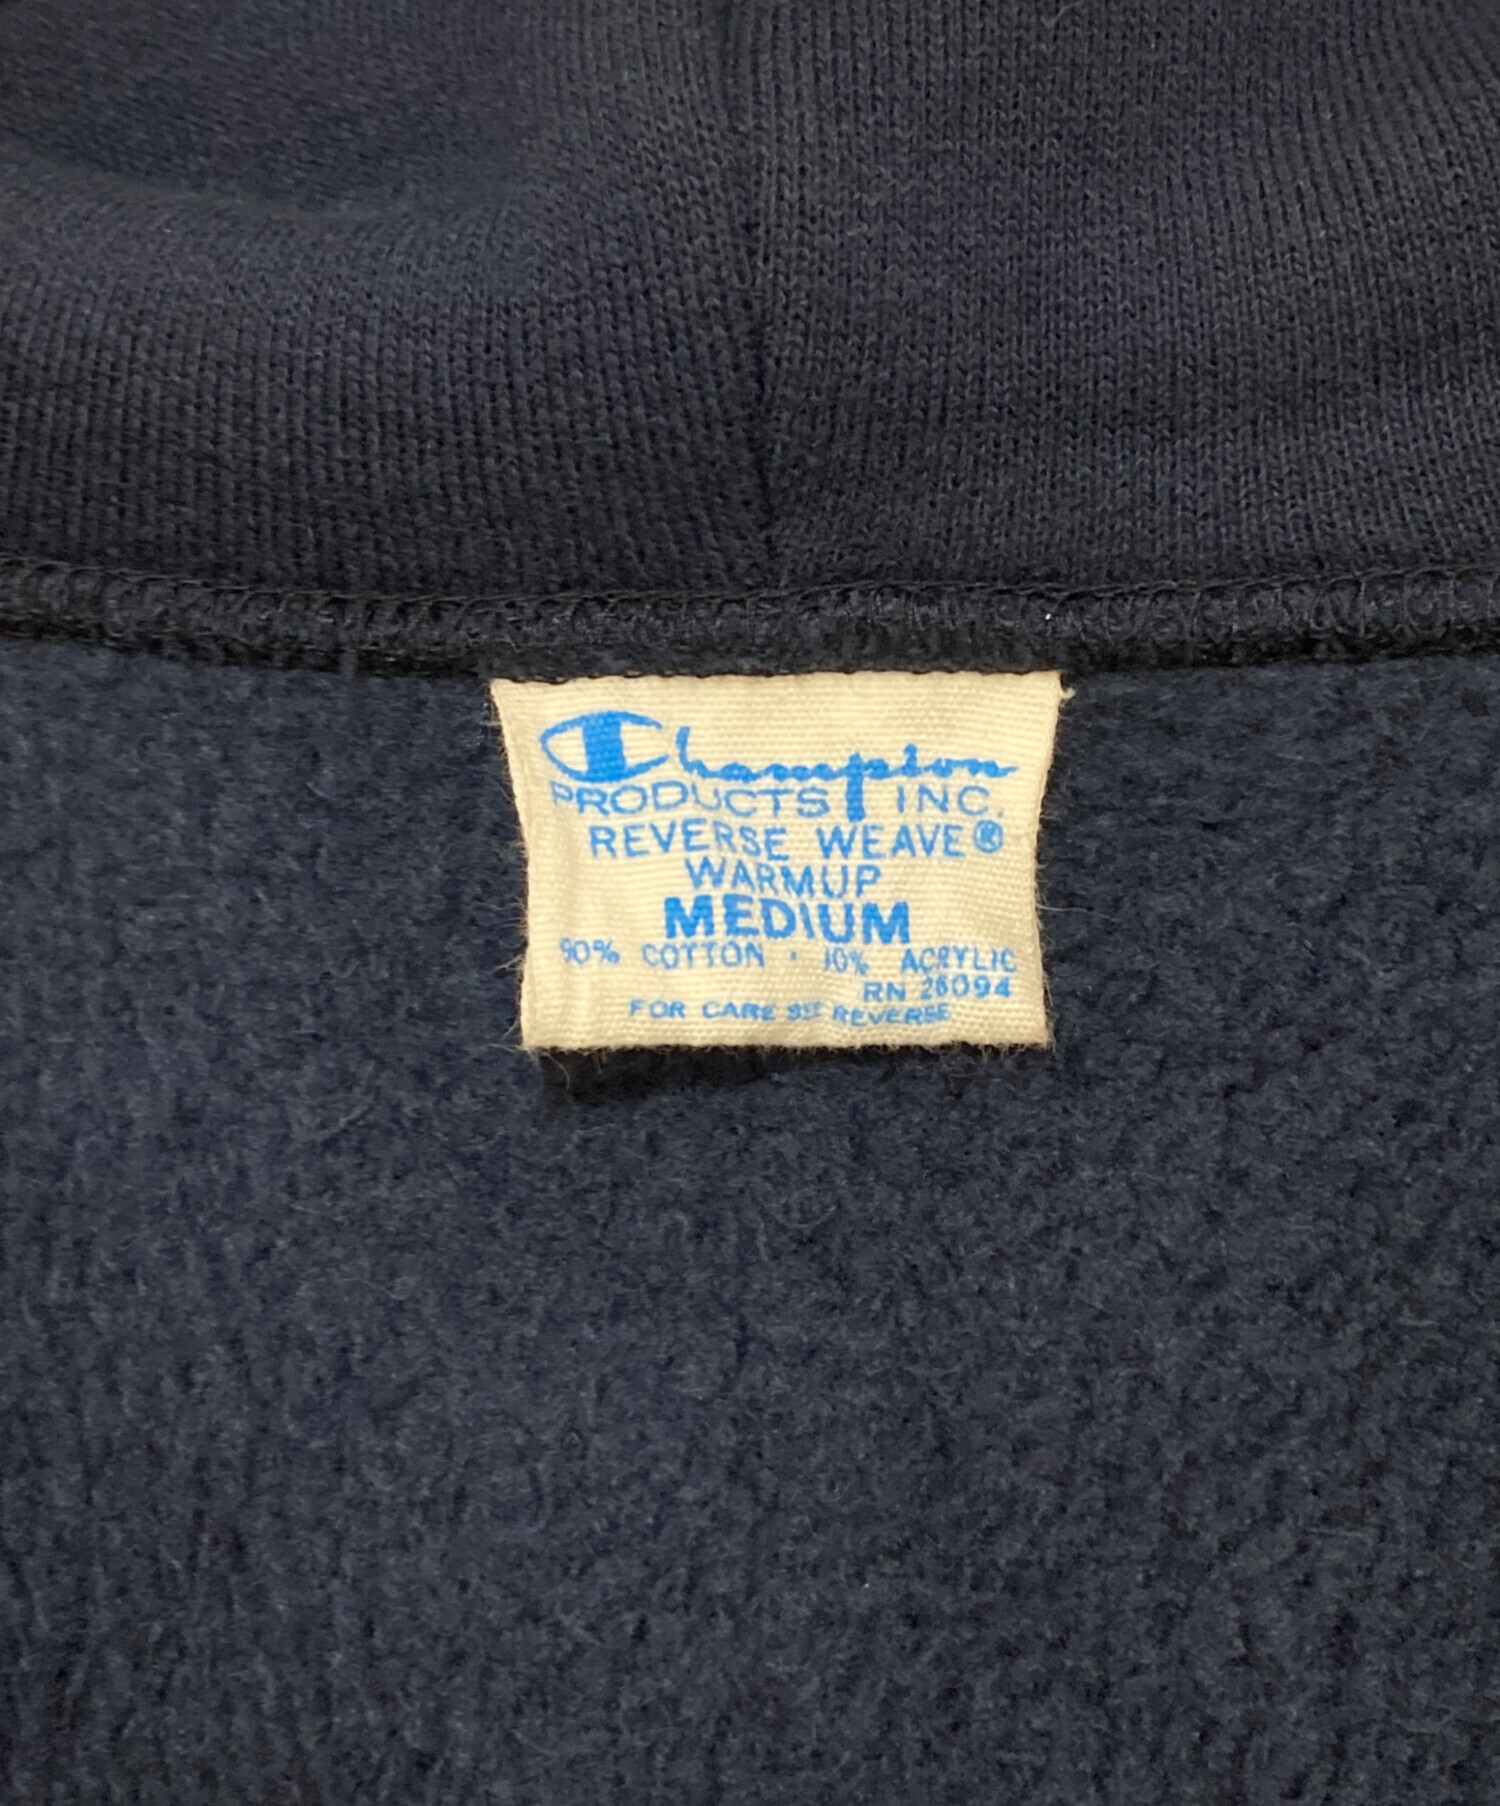 Champion
PRODUCTS INC.
REVERSE WEAVE®
WARMUP
MEDIUM
90% COTTON · 10% ACRYLIC
RN 26094
FOR CARE SEE REVERSE